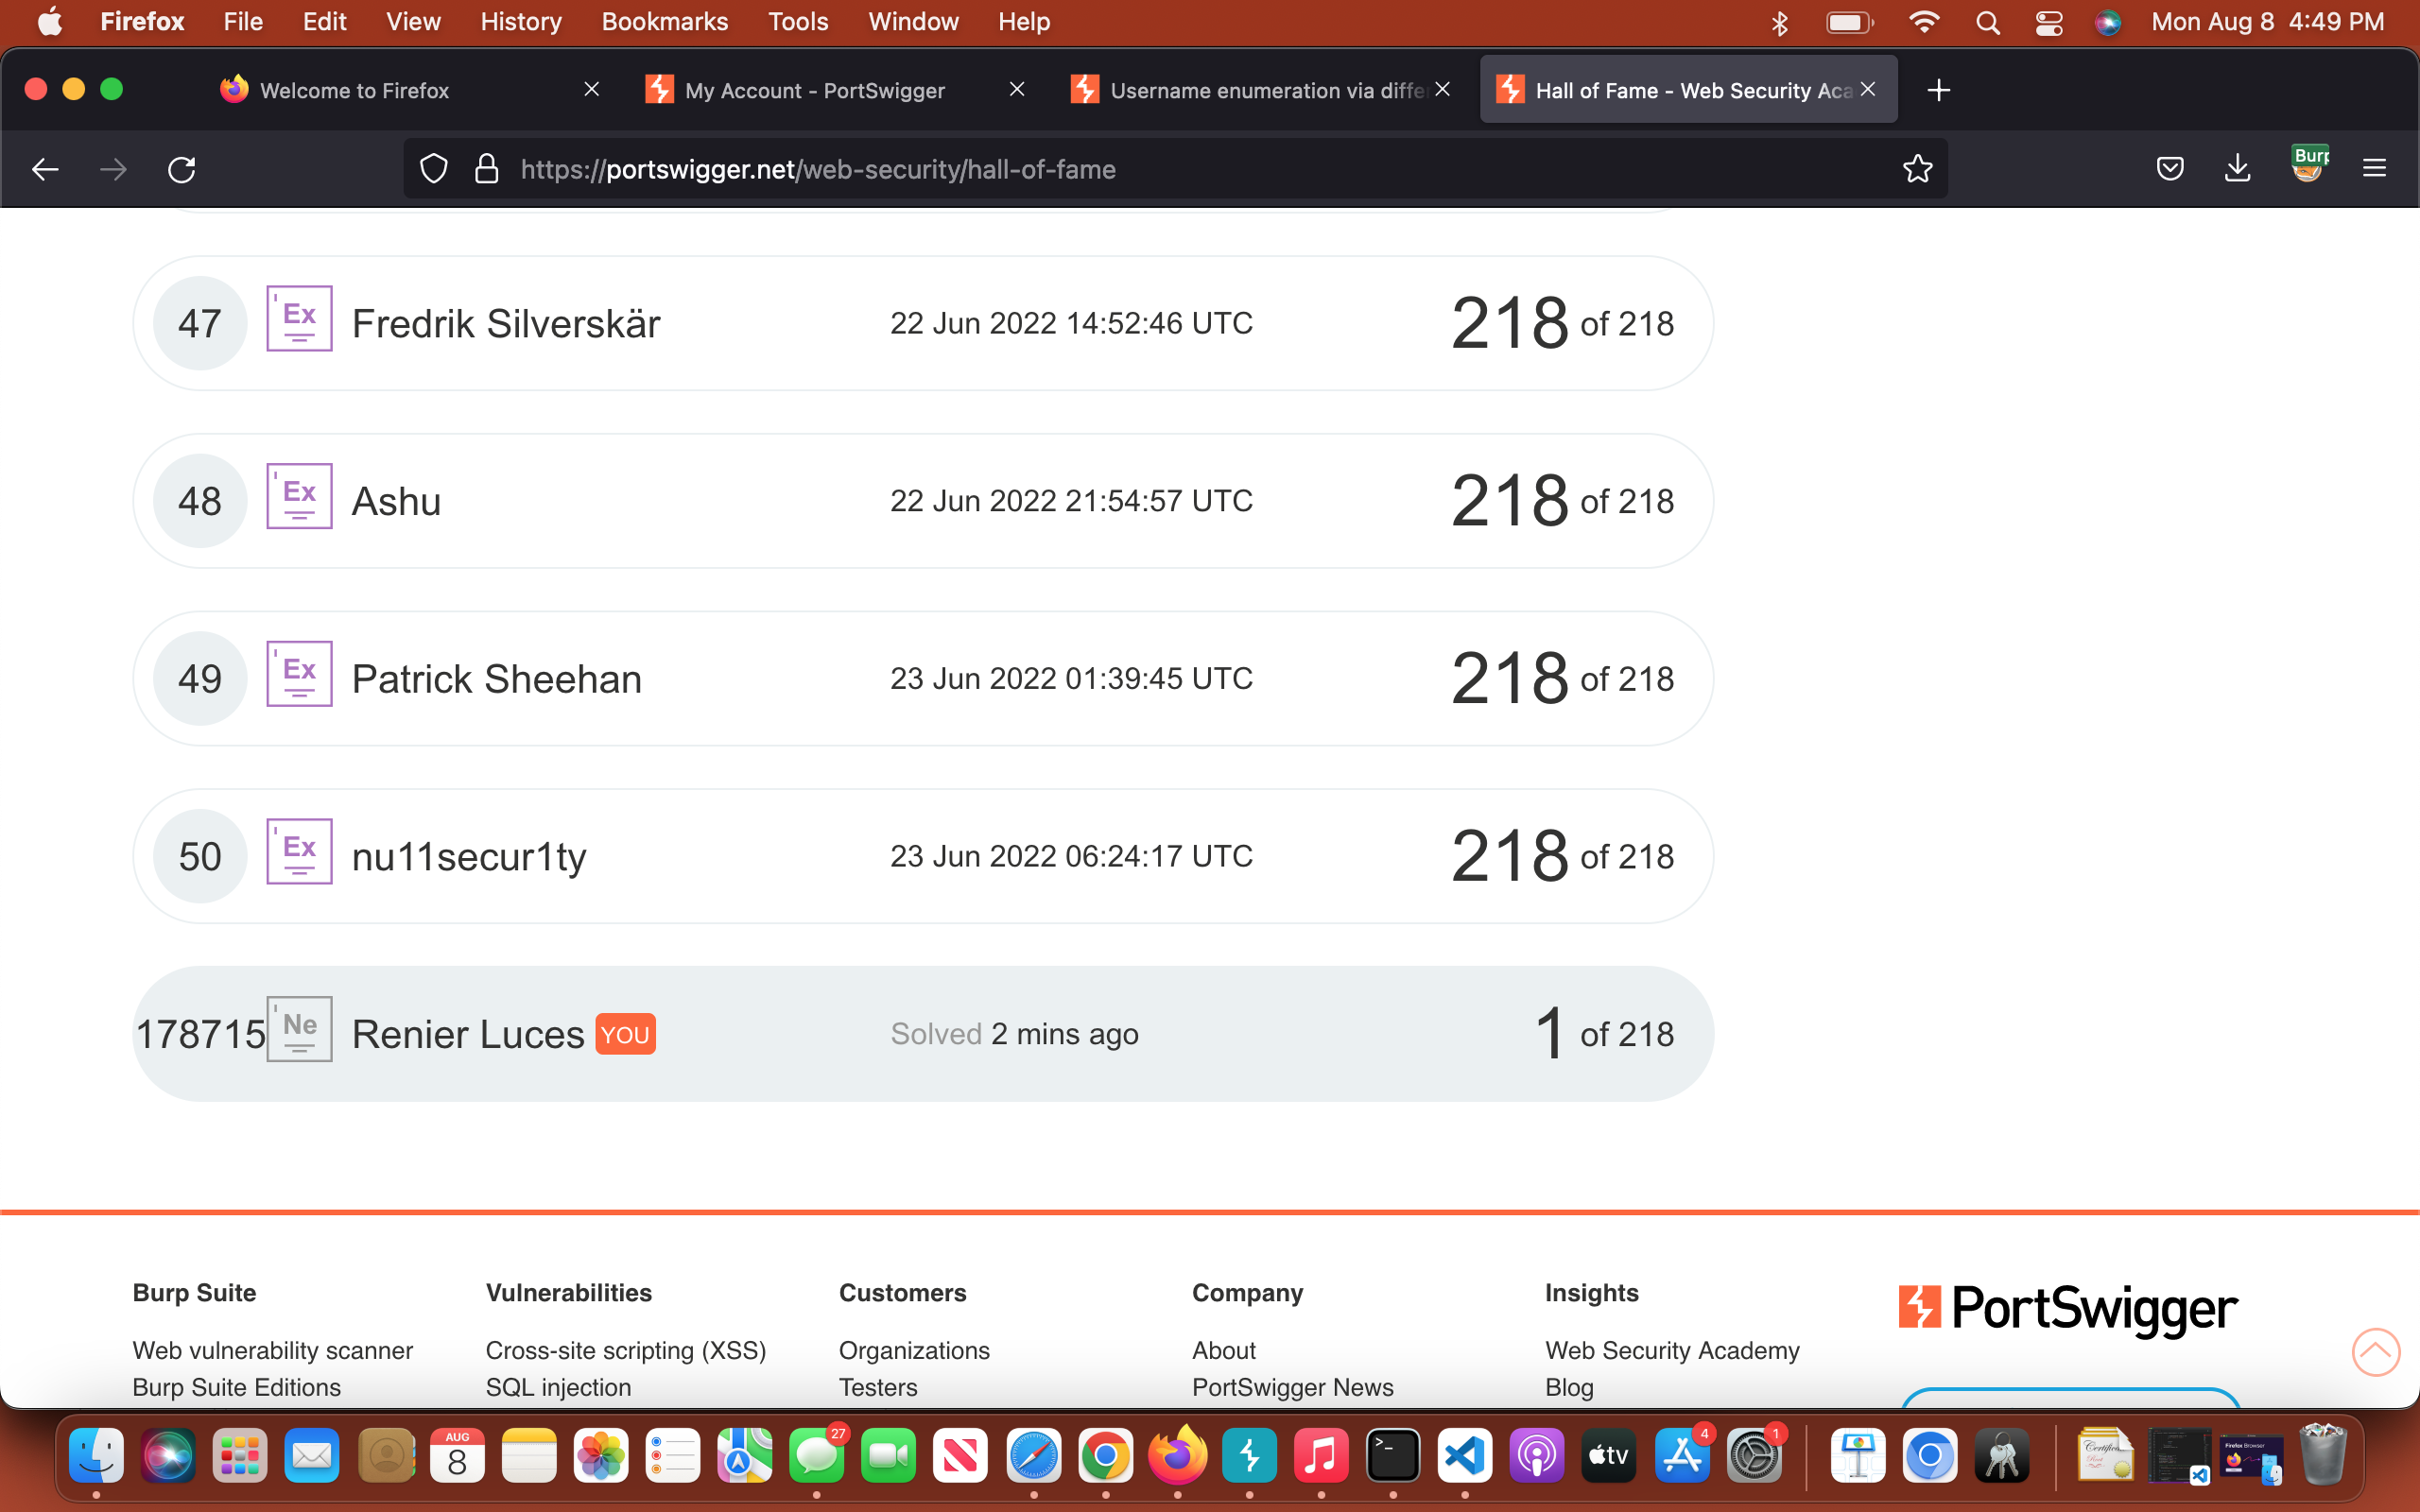 Firefox File Edit View History Bookmarks Tools Window Help Mon Aug 8 4:49 PM
Welcome to Firefox My Account - PortSwigger Username enumeration via diffe Hall of Fame - Web Security Aca
https://portswigger.net/web-security/hall-of-fame Burp
47 Ex Fredrik Silverskär 22 Jun 2022 14:52:46 UTC 218 of 218
48 Ex Ashu 22 Jun 2022 21:54:57 UTC 218 of 218
49 Ex Patrick Sheehan 23 Jun 2022 01:39:45 UTC 218 of 218
50 Ex nu11secur1ty 23 Jun 2022 06:24:17 UTC 218 of 218
178715 Ne Renier Luces YOU Solved 2 mins ago 1 of 218
Burp Suite Vulnerabilities Customers Company Insights PortSwigger
Web vulnerability scanner Cross-site scripting (XSS) Organizations About Web Security Academy
Burp Suite Editions SQL injection Testers PortSwigger News Blog
AUG 27 4 1
8 tv